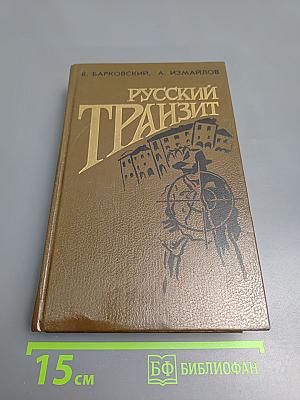 В. БАРКОВСКИЙ, А. ИЗМАЙЛОВ
РУССКИЙ
ТРАНЗИТ
15 см
БФ БИБЛИОФАН